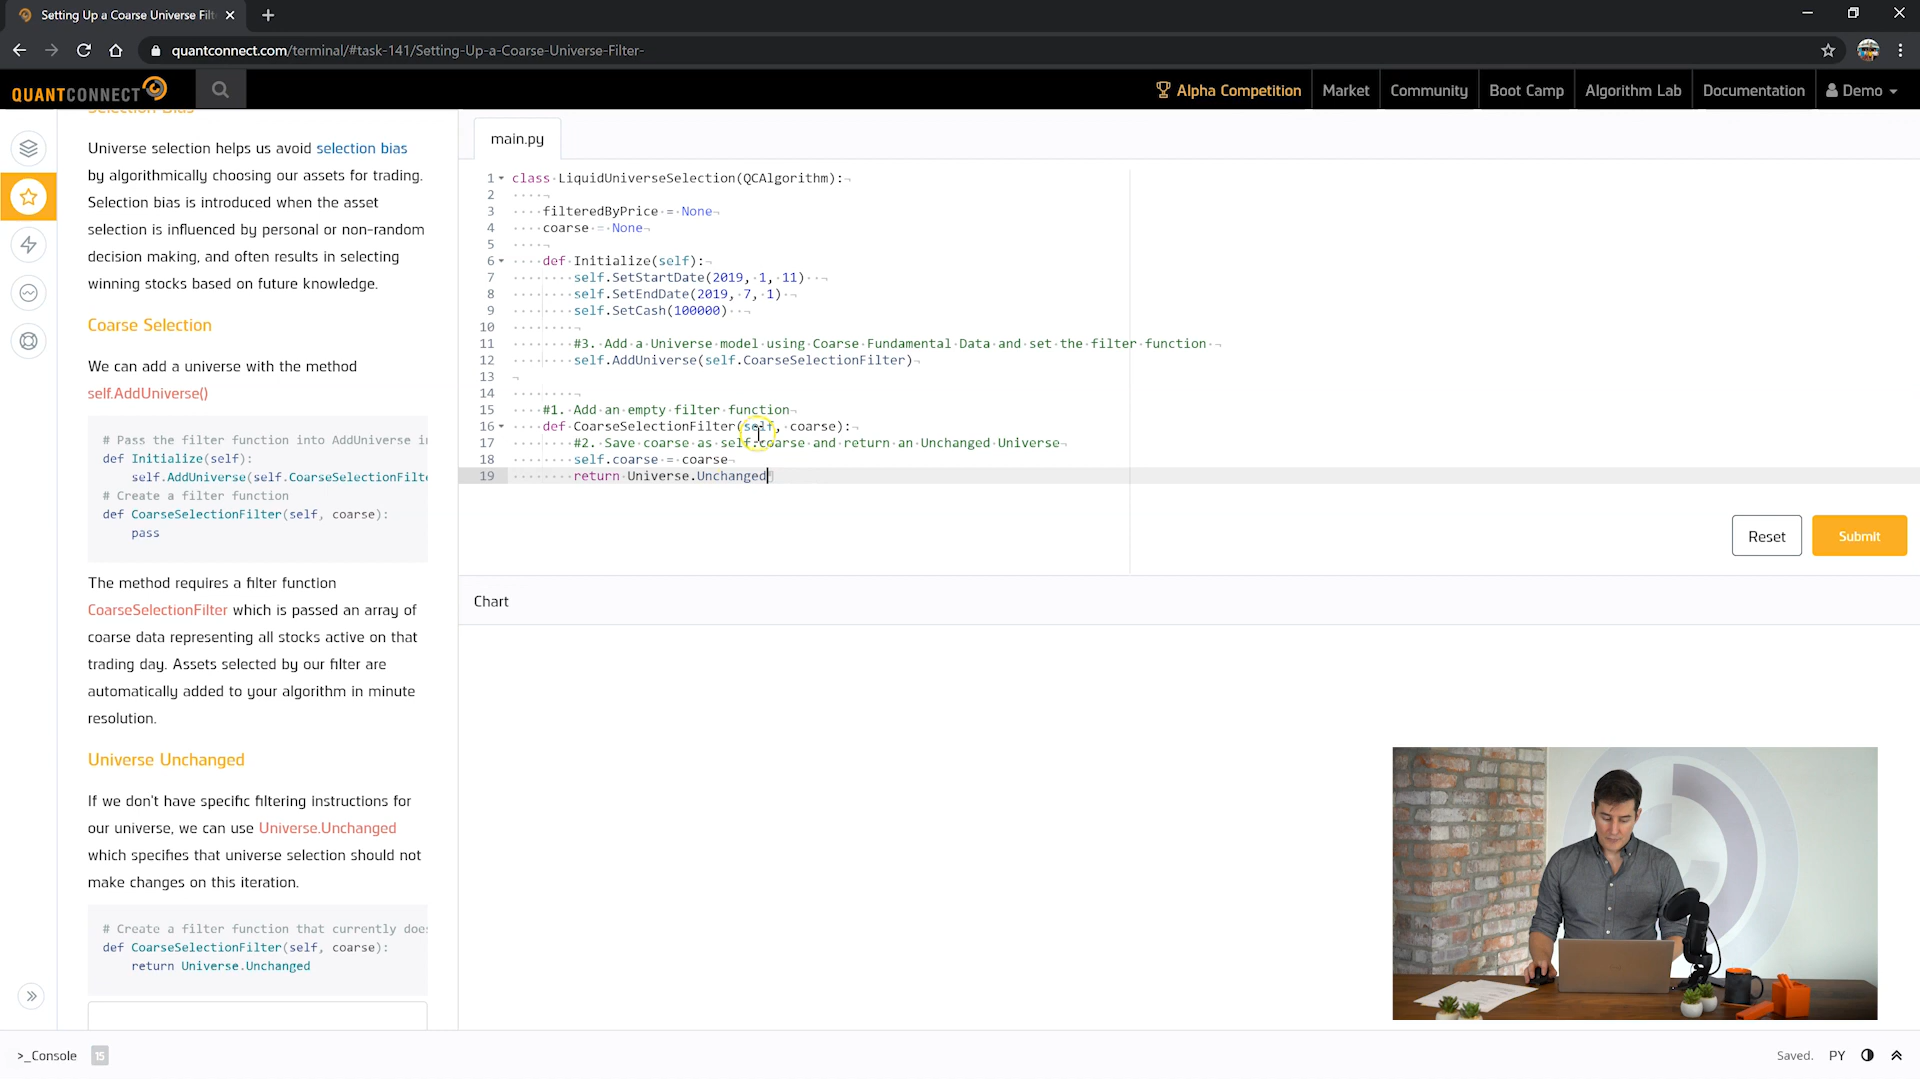 Setting Up a Coarse Universe Filt
quantconnect.com/terminal/#task-141/Setting-Up-a-Coarse-Universe-Filter-
QUANTCONNECT
Alpha Competition
Market
Community
Boot Camp
Algorithm Lab
Documentation
Demo
Selection Bias
Universe selection helps us avoid selection bias
by algorithmically choosing our assets for trading.
Selection bias is introduced when the asset
selection is influenced by personal or non-random
decision making, and often results in selecting
winning stocks based on future knowledge.
Coarse Selection
We can add a universe with the method
self.AddUniverse()
# Pass the filter function into AddUniverse i
def Initialize(self):
self.AddUniverse(self.CoarseSelectionFilte
# Create a filter function
def CoarseSelectionFilter(self, coarse):
pass
The method requires a filter function
CoarseSelectionFilter which is passed an array of
coarse data representing all stocks active on that
trading day. Assets selected by our filter are
automatically added to your algorithm in minute
resolution.
Universe Unchanged
If we don't have specific filtering instructions for
our universe, we can use Universe.Unchanged
which specifies that universe selection should not
make changes on this iteration.
# Create a filter function that currently does
def CoarseSelectionFilter(self, coarse):
return Universe.Unchanged
main.py
1 class LiquidUniverseSelection(QCAlgorithm):
2
3 filteredByPrice = None
4 coarse = None
5
6 def Initialize(self):
7 self.SetStartDate(2019, 1, 11)
8 self.SetEndDate(2019, 7, 1)
9 self.SetCash(100000)
10
11 #3. Add a Universe model using Coarse Fundamental Data and set the filter function
12 self.AddUniverse(self.CoarseSelectionFilter)
13
14
15 #1. Add an empty filter function
16 def CoarseSelectionFilter(self, coarse):
17 #2. Save coarse as self.coarse and return an Unchanged Universe
18 self.coarse = coarse
19 return Universe.Unchanged
Reset
Submit
Chart
>_Console 15
Saved. PY